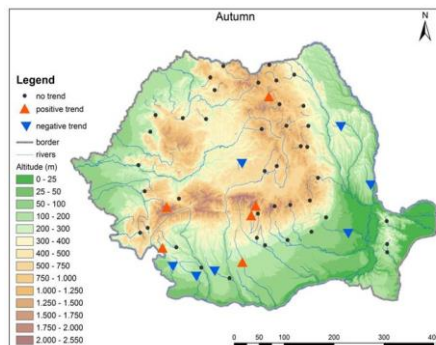 Autumn
N
Legend
no trend
positive trend
negative trend
border
rivers
Altitude (m)
0 - 25
25 - 50
50 - 100
100 - 200
200 - 300
300 - 400
400 - 500
500 - 750
750 - 1.000
1.000 - 1.250
1.250 - 1.500
1.500 - 1.750
1.750 - 2.000
2.000 - 2.550
0 50 100 200 300 400